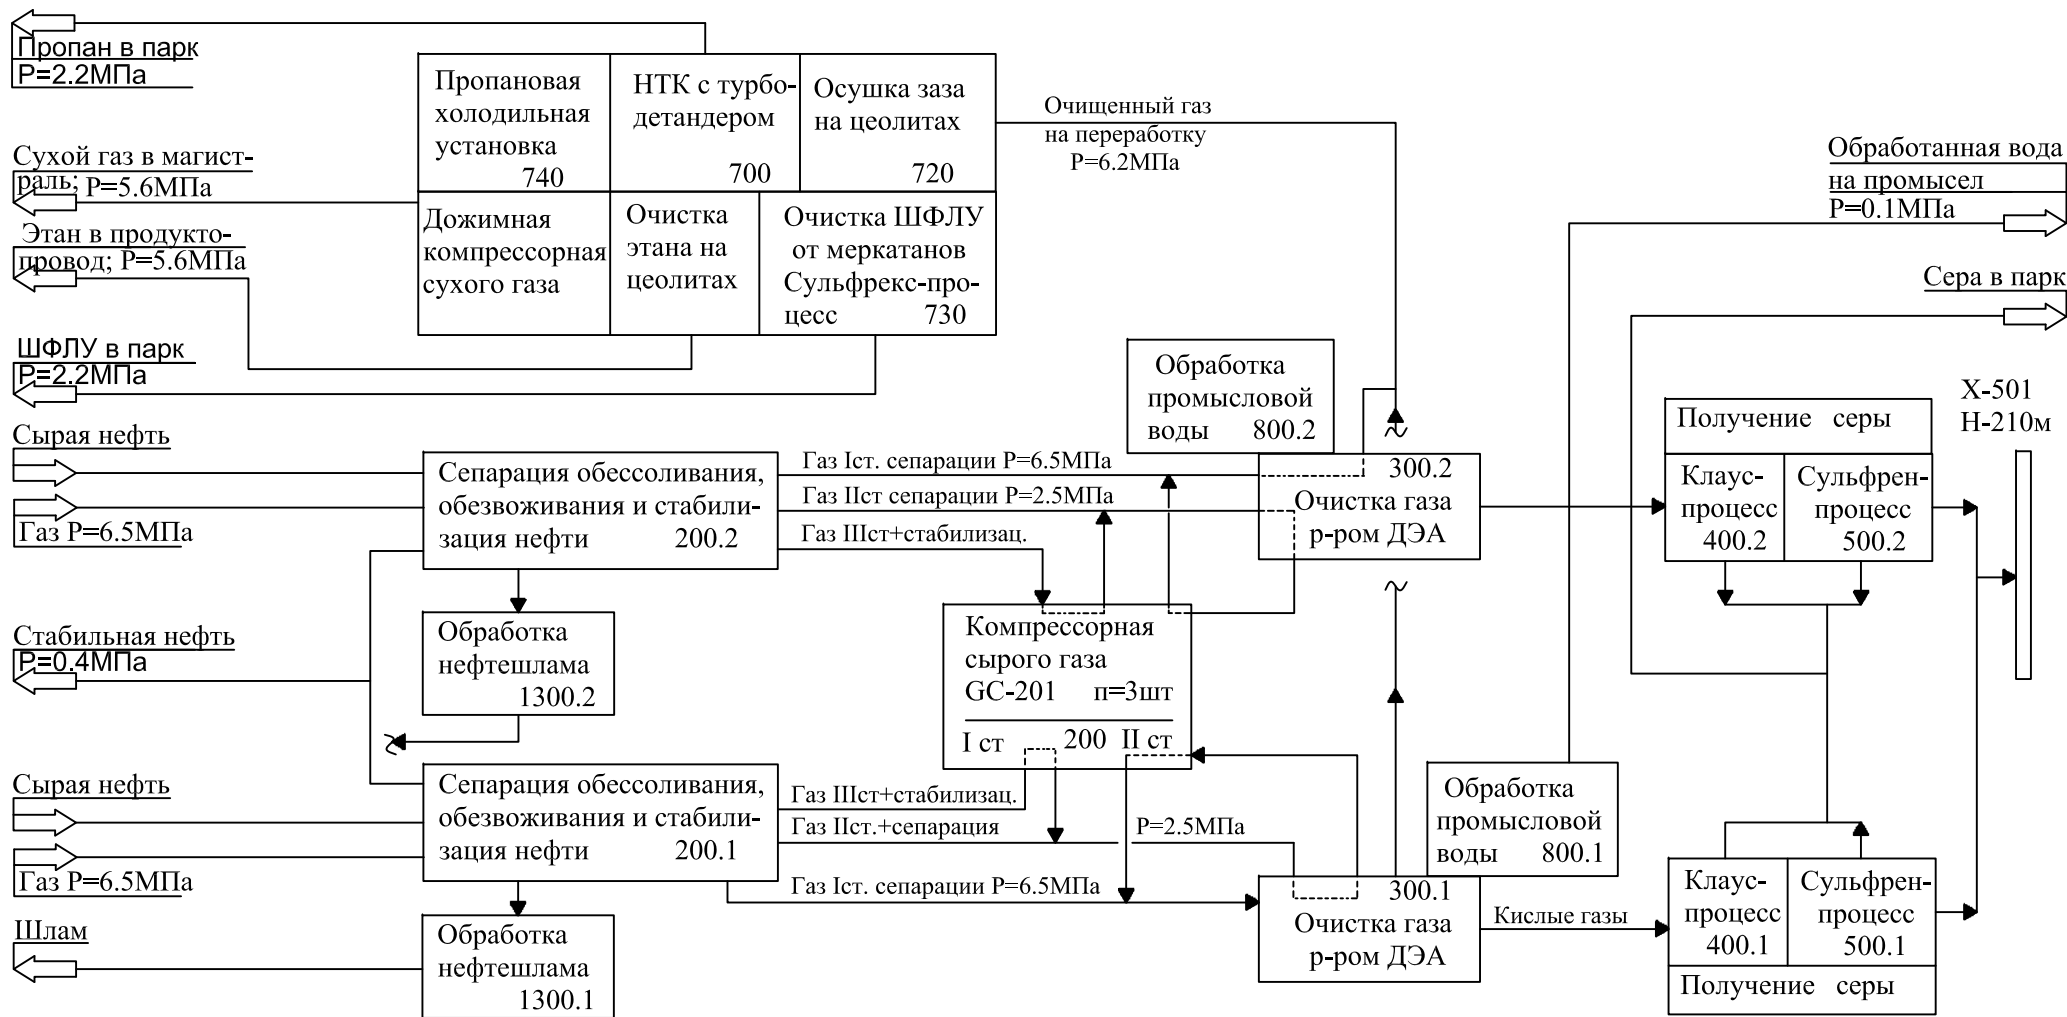 Пропан в парк
P=2.2МПа
Пропановая
холодильная
установка
740
НТК с турбо-
детандером
700
Осушка заза
на цеолитах
720
Очищенный газ
на переработку
Р=6.2МПа
Сухой газ в магист-
раль; Р=5.6МПа
Этан в продукто-
провод; Р=5.6МПа
Дожимная
компрессорная
сухого газа
Очистка
этана на
цеолитах
Очистка ШФЛУ
от меркатанов
Сульфрекс-про-
цесс 730
Обработанная вода
на промысел
Р=0.1МПа
Сера в парк
ШФЛУ в парк
P=2.2МПа
Обработка
промысловой
воды 800.2
Х-501
Н-210м
Получение серы
Клаус-
процесс
400.2
Сульфрен-
процесс
500.2
Сырая нефть
Газ Р=6.5МПа
Сепарация обессоливания,
обезвоживания и стабили-
зация нефти 200.2
Газ Iст. сепарации Р=6.5МПа
Газ IIст сепарации Р=2.5МПа
Газ IIIст+стабилизац.
300.2
Очистка газа
р-ром ДЭА
Стабильная нефть
P=0.4МПа
Обработка
нефтешлама
1300.2
Компрессорная
сырого газа
GC-201 п=3шт
I ст 200 II ст
Сырая нефть
Газ Р=6.5МПа
Сепарация обессоливания,
обезвоживания и стабили-
зация нефти 200.1
Газ IIIст+стабилизац.
Газ IIст.+сепарация Р=2.5МПа
Газ Iст. сепарации Р=6.5МПа
Обработка
промысловой
воды 800.1
300.1
Очистка газа
р-ром ДЭА
Кислые газы
Клаус-
процесс
400.1
Сульфрен-
процесс
500.1
Получение серы
Шлам
Обработка
нефтешлама
1300.1